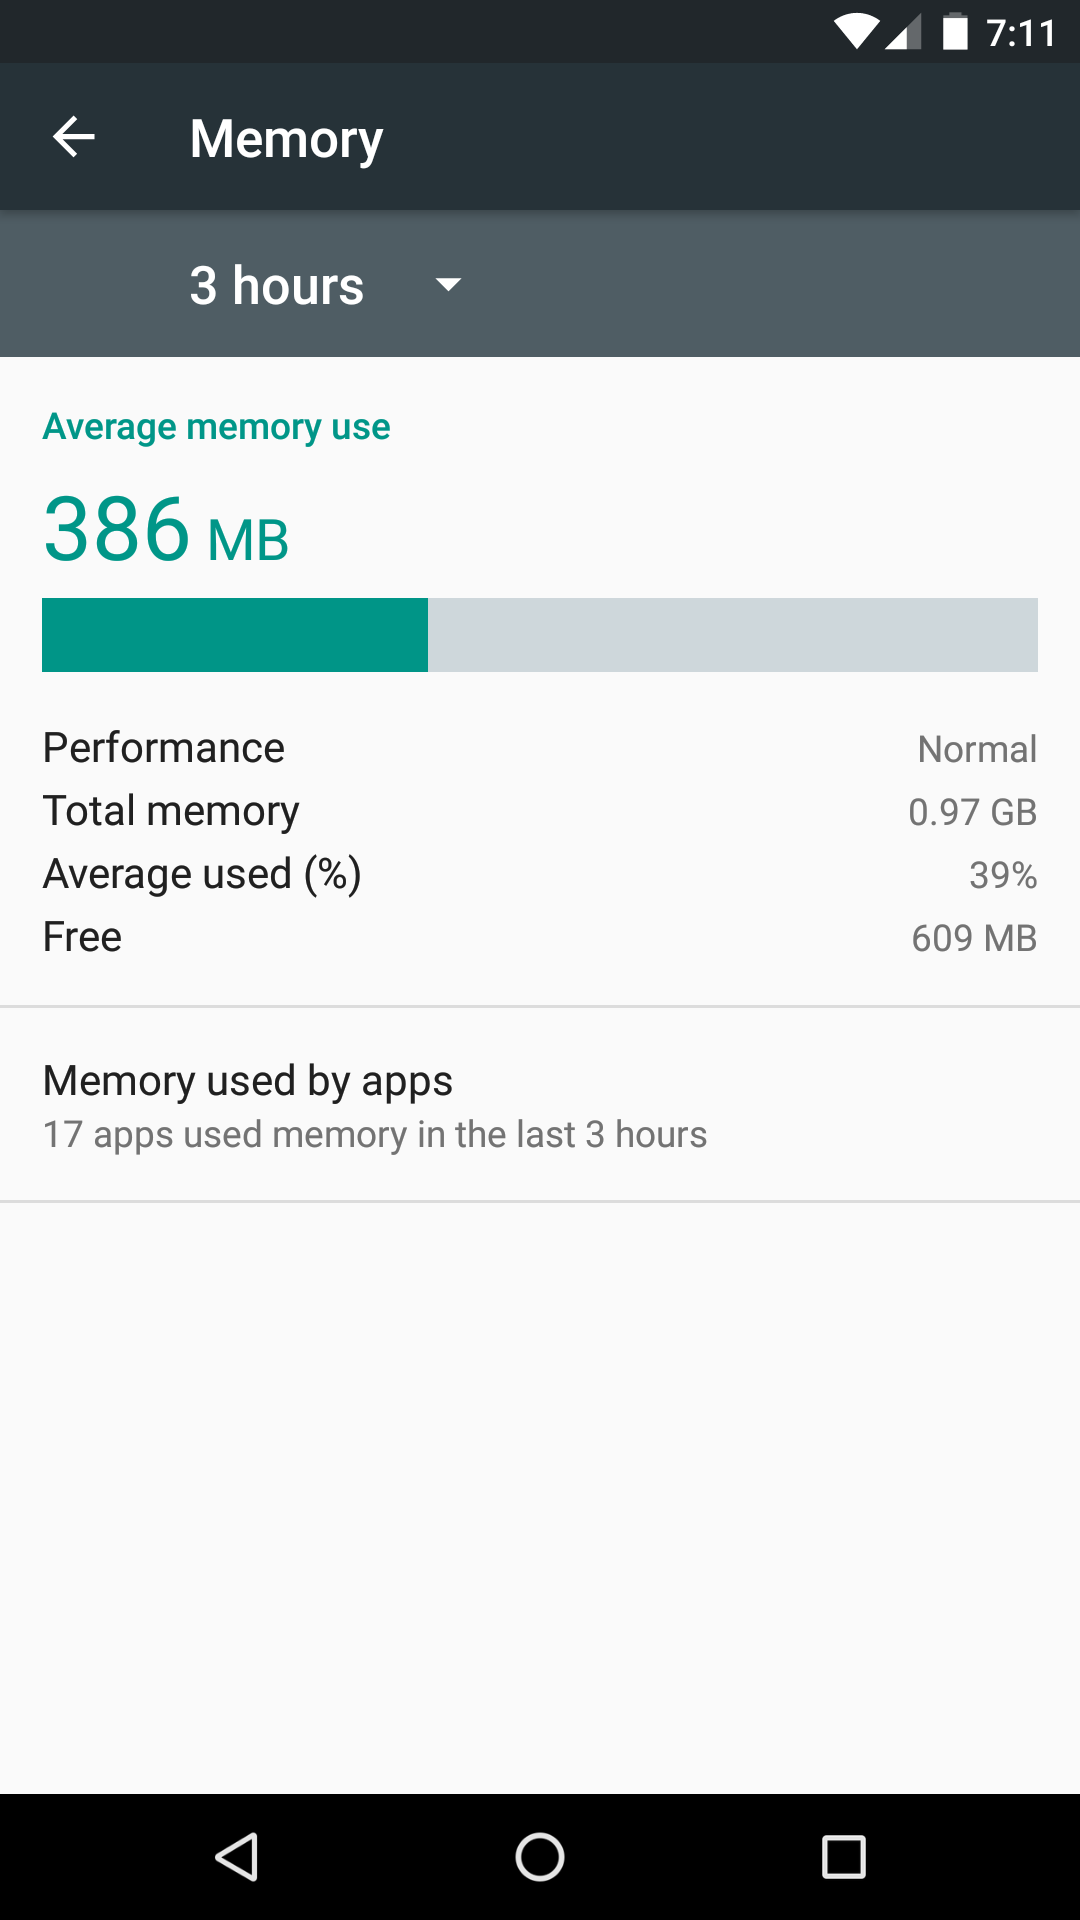 7:11
Memory
3 hours
Average memory use
386 MB
Performance Normal
Total memory 0.97 GB
Average used (%) 39%
Free 609 MB
Memory used by apps
17 apps used memory in the last 3 hours